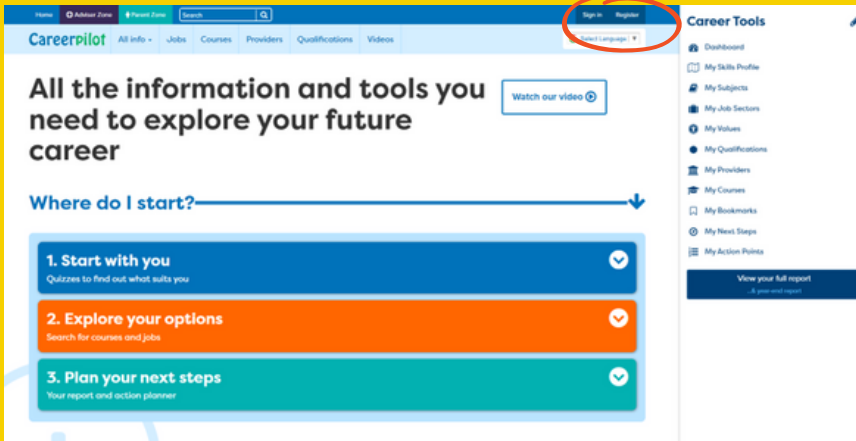 Home Adviser Zone Parent Zone Search Sign in Register
Careerpilot All info Jobs Courses Providers Qualifications Videos Select Language
All the information and tools you
need to explore your future
career
Watch our video
Where do I start?
1. Start with you
Quizzes to find out what suits you
2. Explore your options
Search for courses and jobs
3. Plan your next steps
Your report and action planner
Career Tools
Dashboard
My Skills Profile
My Subjects
My Job Sectors
My Values
My Qualifications
My Providers
My Courses
My Bookmarks
My Next Steps
My Action Points
View your full report
...& year end report